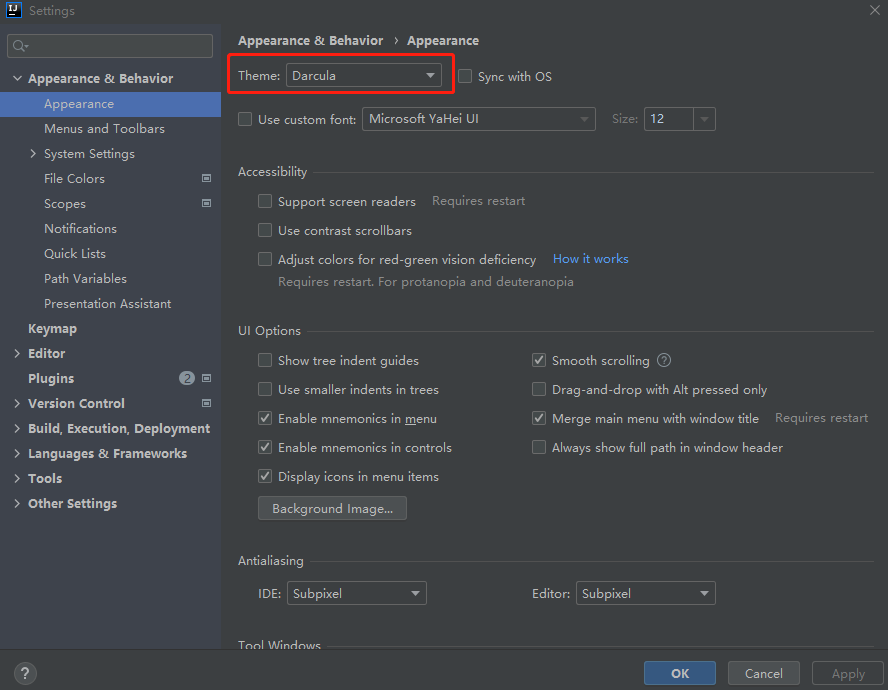 IJ
Settings
Appearance & Behavior
Appearance
Menus and Toolbars
System Settings
File Colors
Scopes
Notifications
Quick Lists
Path Variables
Presentation Assistant
Keymap
Editor
Plugins 2
Version Control
Build, Execution, Deployment
Languages & Frameworks
Tools
Other Settings
?
Appearance & Behavior › Appearance
Theme: Darcula Sync with OS
Use custom font: Microsoft YaHei UI Size: 12
Accessibility
Support screen readers Requires restart
Use contrast scrollbars
Adjust colors for red-green vision deficiency How it works
Requires restart. For protanopia and deuteranopia
UI Options
Show tree indent guides Smooth scrolling ?
Use smaller indents in trees Drag-and-drop with Alt pressed only
Enable mnemonics in menu Merge main menu with window title Requires restart
Enable mnemonics in controls Always show full path in window header
Display icons in menu items
Background Image...
Antialiasing
IDE: Subpixel Editor: Subpixel
Tool Windows
OK Cancel Apply